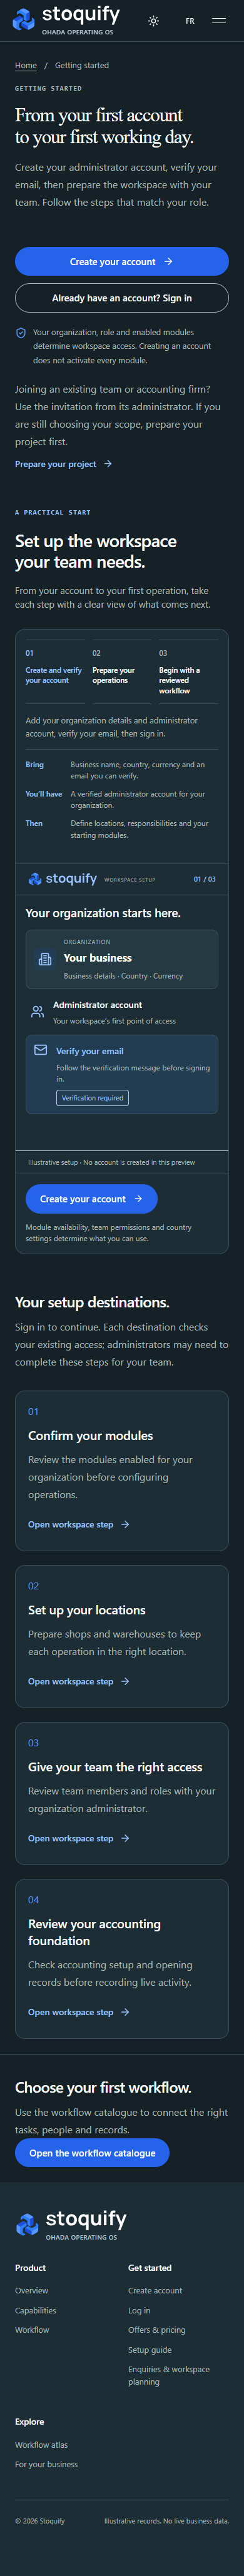 stoquify
OHADA OPERATING OS
FR
Home / Getting started
GETTING STARTED
From your first account
to your first working day.
Create your administrator account, verify your
email, then prepare the workspace with your
team. Follow the steps that match your role.
Create your account →
Already have an account? Sign in
Your organization, role and enabled modules
determine workspace access. Creating an account
does not activate every module.
Joining an existing team or accounting firm?
Use the invitation from its administrator. If you
are still choosing your scope, prepare your
project first.
Prepare your project →
A PRACTICAL START
Set up the workspace
your team needs.
From your account to your first operation, take
each step with a clear view of what comes next.
01
Create and verify
your account
02
Prepare your
operations
03
Begin with a
reviewed
workflow
Add your organization details and administrator
account, verify your email, then sign in.
Bring
Business name, country, currency and an
email you can verify.
You'll have
A verified administrator account for your
organization.
Then
Define locations, responsibilities and your
starting modules.
stoquify WORKSPACE SETUP 01 / 03
Your organization starts here.
ORGANIZATION
Your business
Business details · Country · Currency
Administrator account
Your workspace's first point of access
Verify your email
Follow the verification message before signing
in.
Verification required
Illustrative setup · No account is created in this preview
Create your account →
Module availability, team permissions and country
settings determine what you can use.
Your setup destinations.
Sign in to continue. Each destination checks
your existing access; administrators may need to
complete these steps for your team.
01
Confirm your modules
Review the modules enabled for your
organization before configuring
operations.
Open workspace step →
02
Set up your locations
Prepare shops and warehouses to keep
each operation in the right location.
Open workspace step →
03
Give your team the right access
Review team members and roles with your
organization administrator.
Open workspace step →
04
Review your accounting
foundation
Check accounting setup and opening
records before recording live activity.
Open workspace step →
Choose your first workflow.
Use the workflow catalogue to connect the right
tasks, people and records.
Open the workflow catalogue
stoquify
OHADA OPERATING OS
Product
Overview
Capabilities
Workflow
Get started
Create account
Log in
Offers & pricing
Setup guide
Enquiries & workspace
planning
Explore
Workflow atlas
For your business
© 2026 Stoquify
Illustrative records. No live business data.